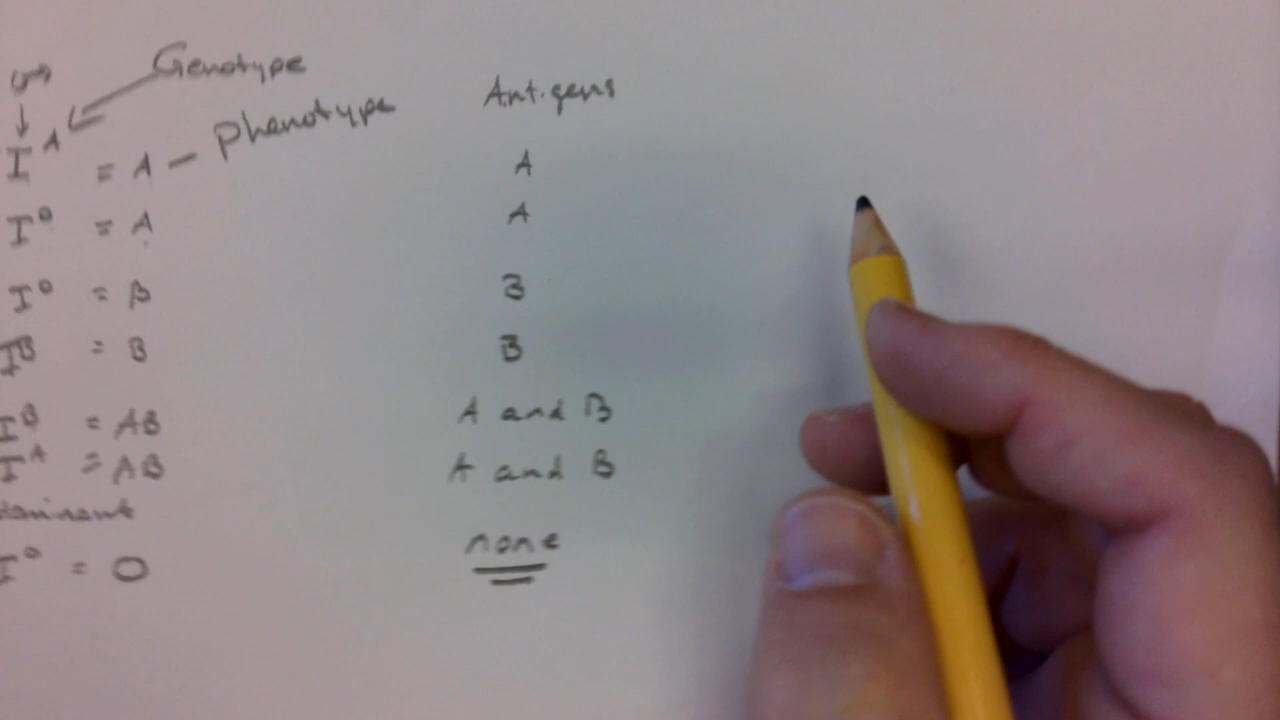 Genotype
I^A = A — phenotype Antigens
A
I^O = A A
I^O = B B
I^B = B B
I^B = AB A and B
I^A = AB A and B
dominant
I^O = O none